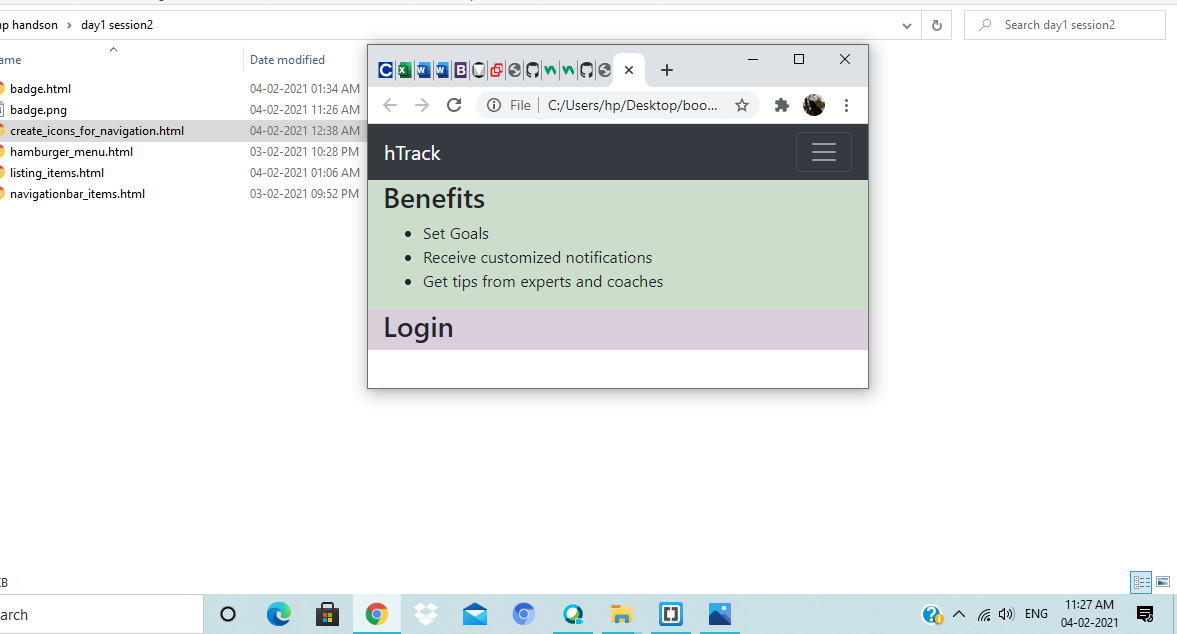 np handson > day1 session2
Search day1 session2
ame
Date modified
badge.html 04-02-2021 01:34 AM
badge.png 04-02-2021 11:26 AM
create_icons_for_navigation.html 04-02-2021 12:38 AM
hamburger_menu.html 03-02-2021 10:28 PM
listing_items.html 04-02-2021 01:06 AM
navigationbar_items.html 03-02-2021 09:52 PM
File C:/Users/hp/Desktop/boo...
hTrack
Benefits
Set Goals
Receive customized notifications
Get tips from experts and coaches
Login
KB
arch
ENG
11:27 AM
04-02-2021